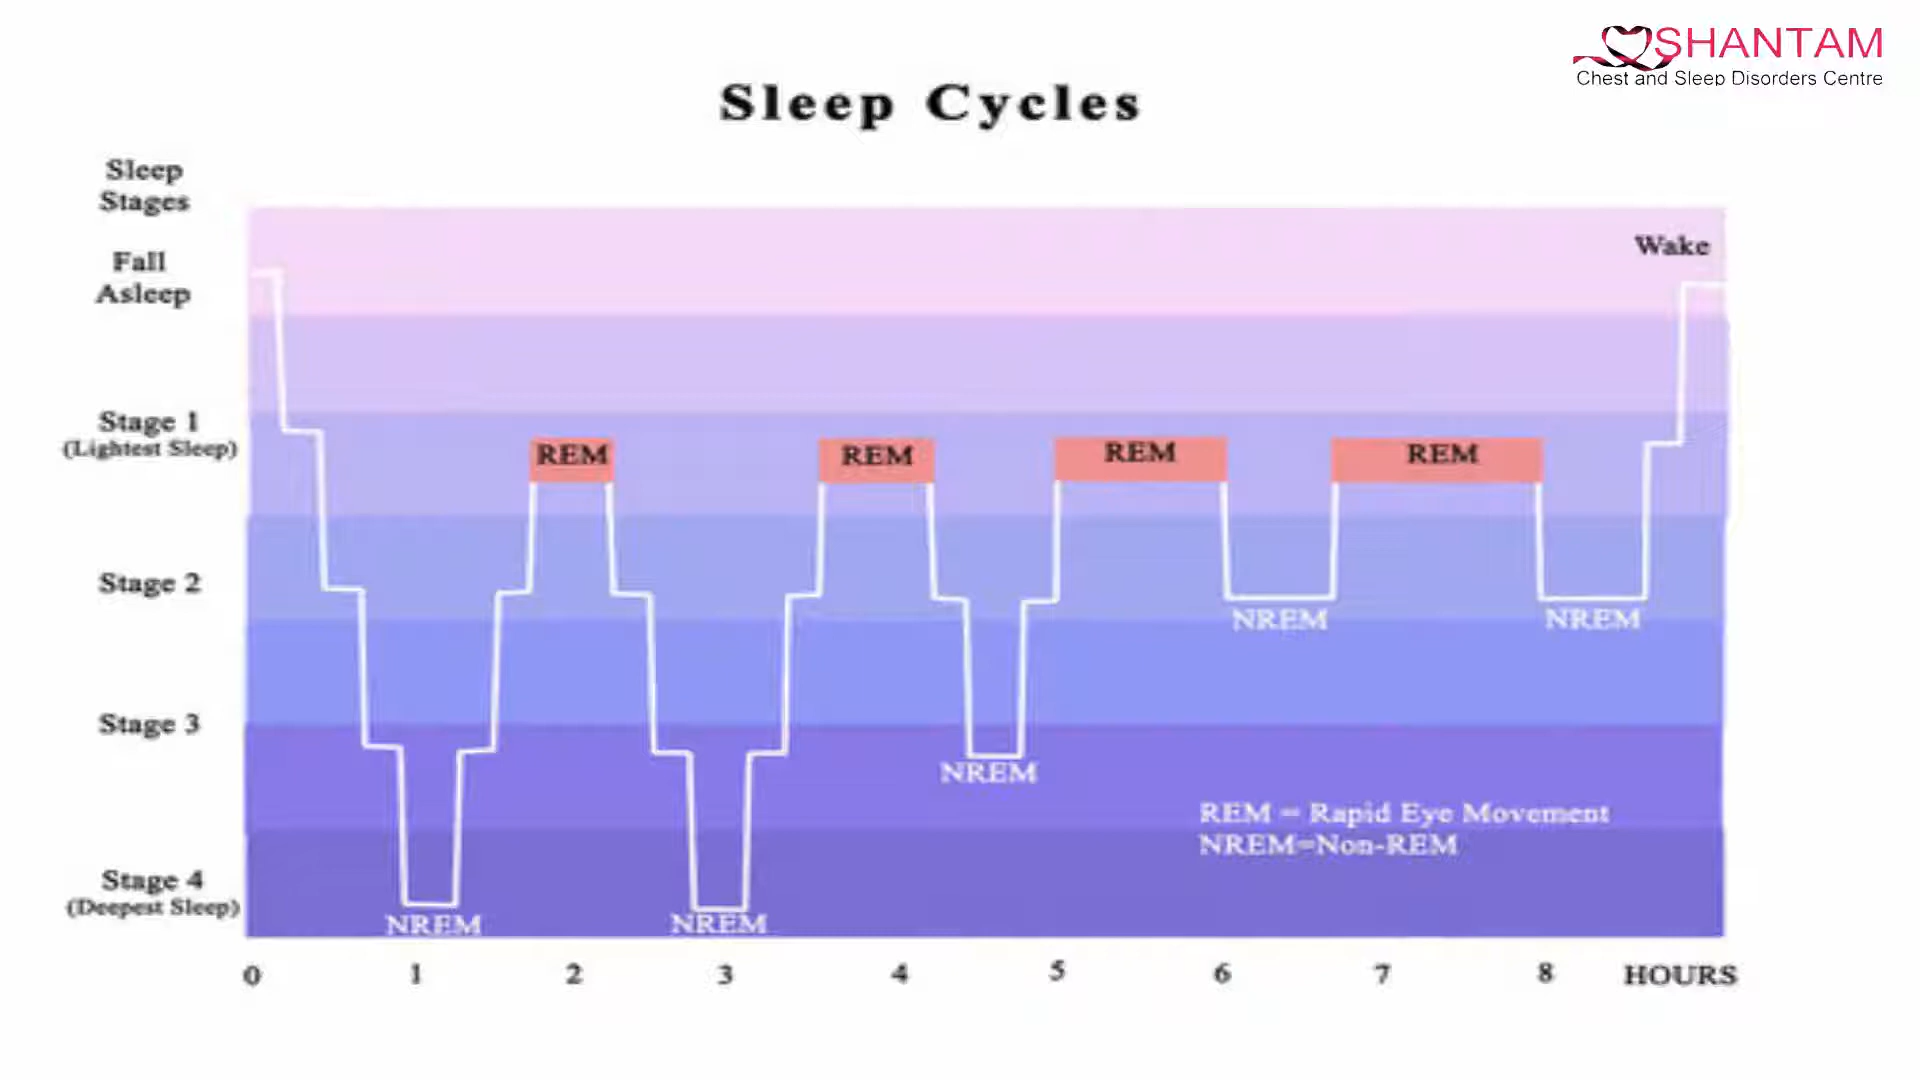 SHANTAM
Chest and Sleep Disorders Centre
Sleep Cycles
Sleep
Stages
Wake
Fall
Asleep
Stage 1
(Lightest Sleep)
REM REM REM REM
Stage 2
NREM NREM
Stage 3
NREM
REM = Rapid Eye Movement
NREM=Non-REM
Stage 4
(Deepest Sleep)
NREM NREM
0 1 2 3 4 5 6 7 8 HOURS